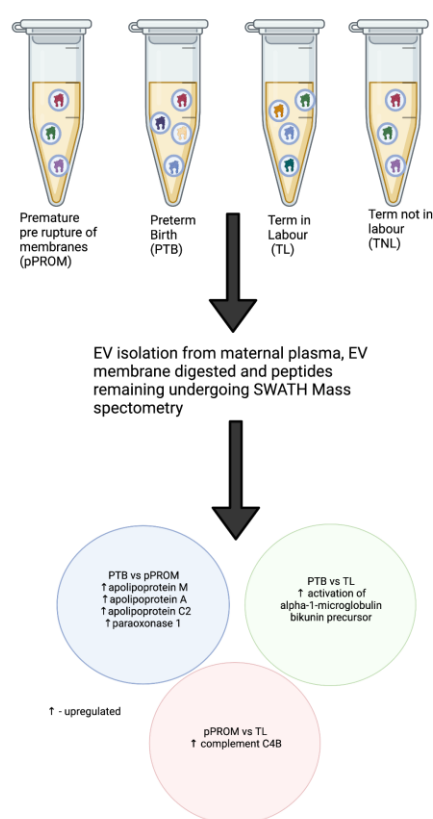 Premature
pre rupture of
membranes
(pPROM)
Preterm
Birth
(PTB)
Term in
Labour
(TL)
Term not in
labour
(TNL)
EV isolation from maternal plasma, EV
membrane digested and peptides
remaining undergoing SWATH Mass
spectometry
PTB vs pPROM
↑apolipoprotein M
↑apolipoprotein A
↑apolipoprotein C2
↑paraoxonase 1
PTB vs TL
↑ activation of
alpha-1-microglobulin
bikunin precursor
↑ - upregulated
pPROM vs TL
↑ complement C4B